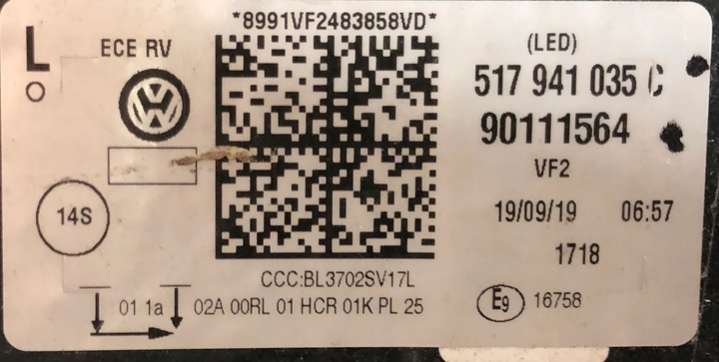 *8991VF2483858VD*
L
ECE RV
(LED)
517 941 035 C
90111564
VF2
14S
19/09/19 06:57
1718
CCC:BL3702SV17L
01 1a 02A 00RL 01 HCR 01K PL 25
E9 16758